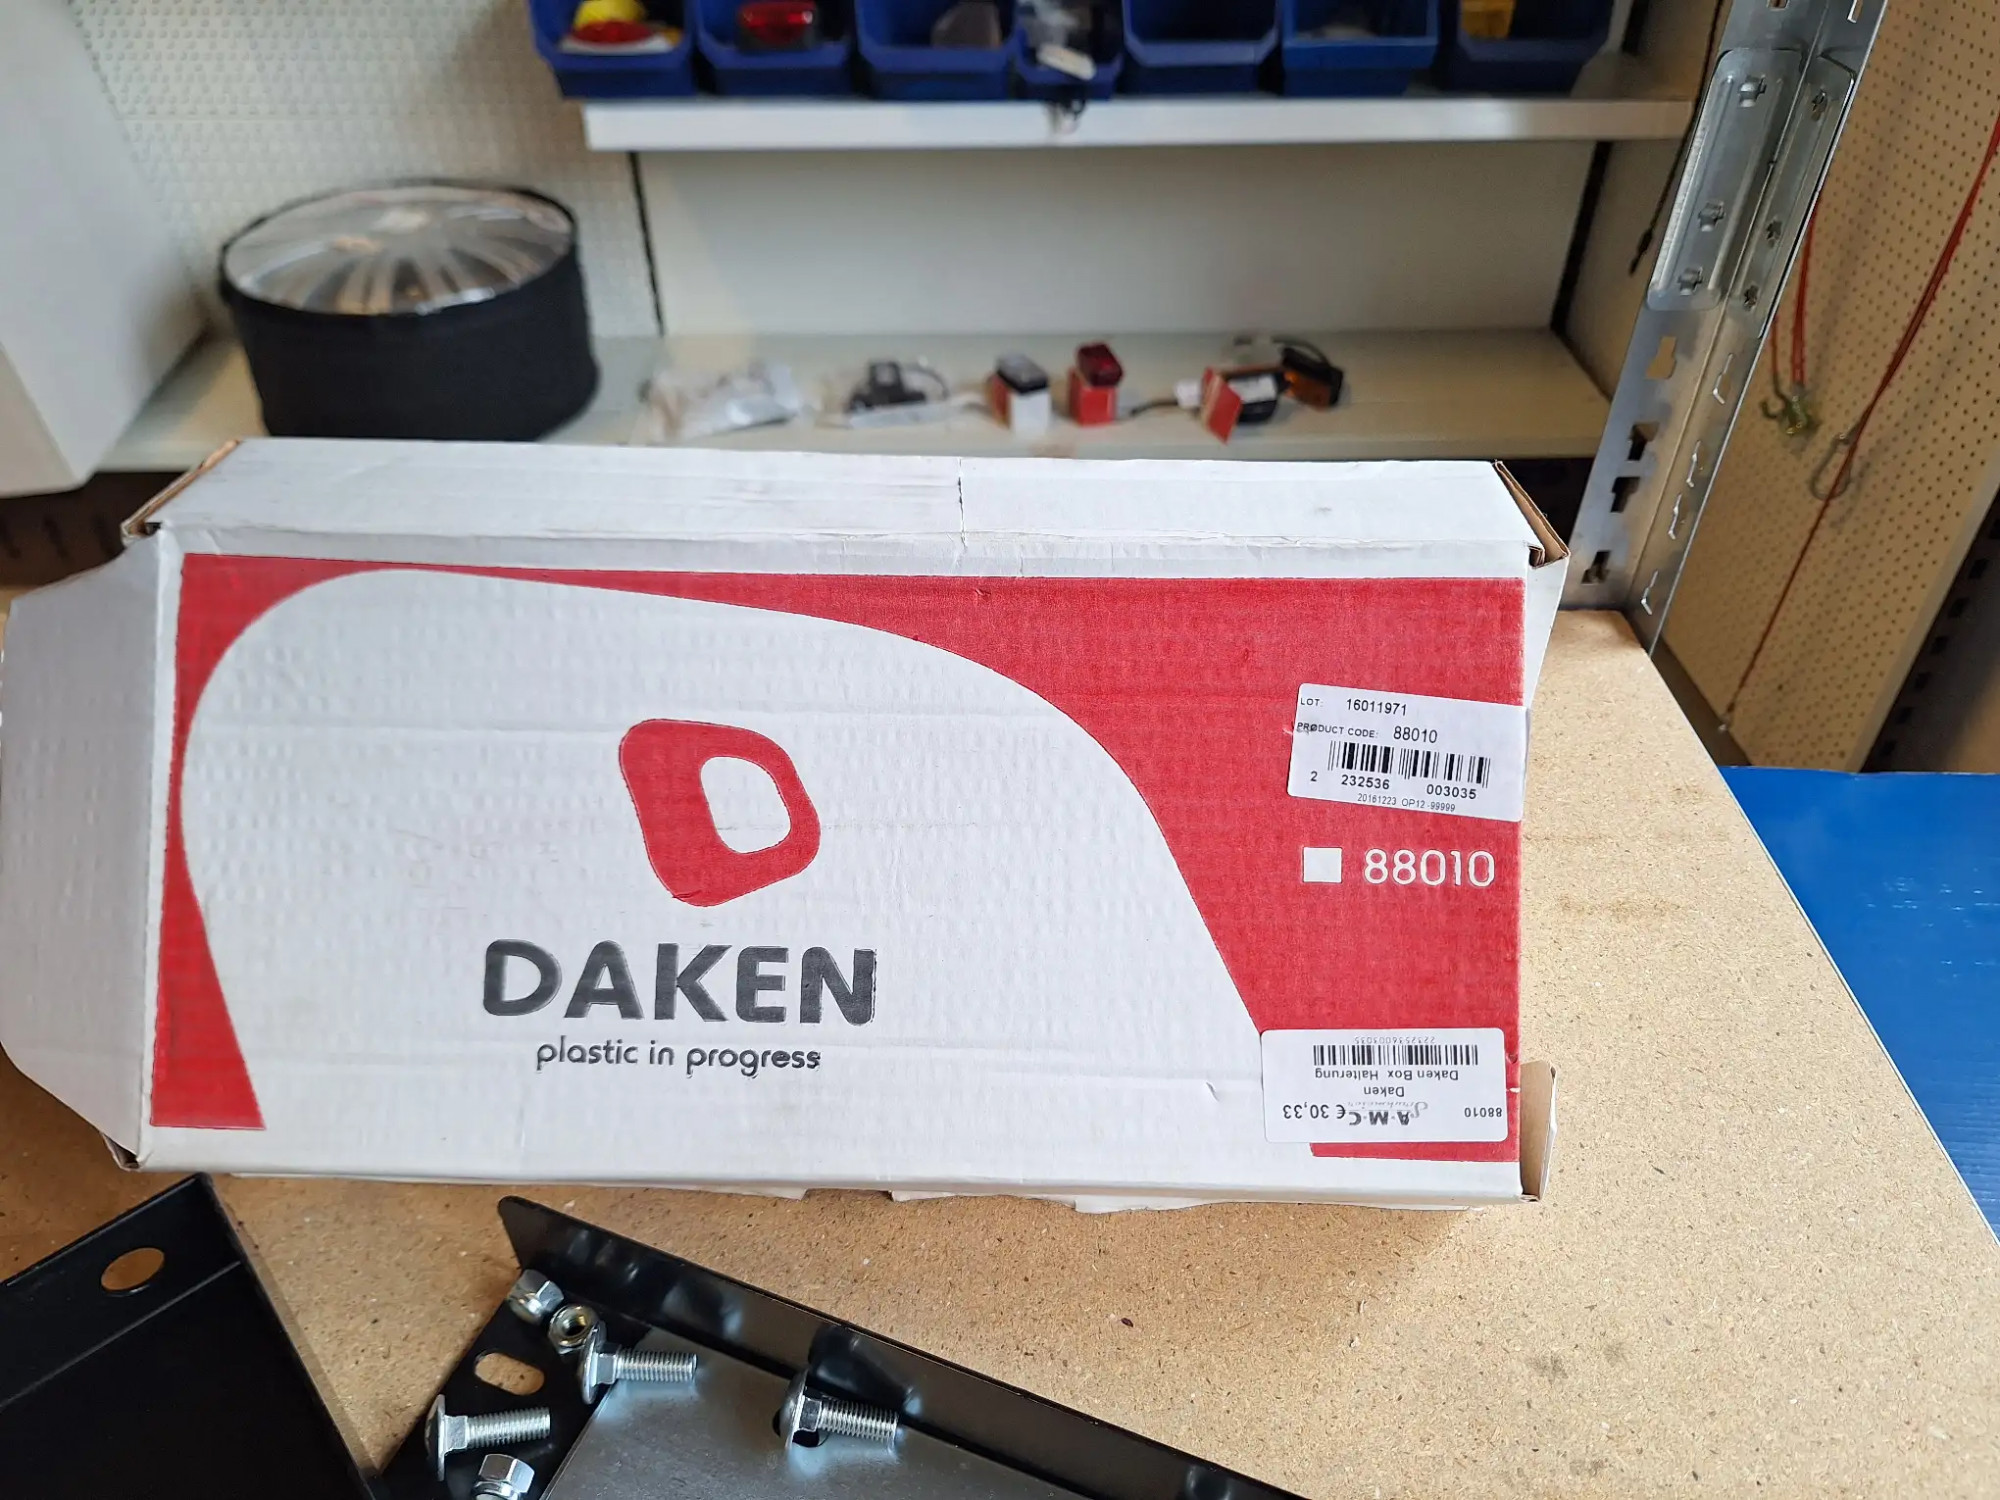 LOT: 16011971
PRODUCT CODE: 88010
2 232536 003035
20161223 OP12-99999
88010
DAKEN
plastic in progress
88010 A·M·C € 30,33
Daken
Daken Box Halterung
2232536003035